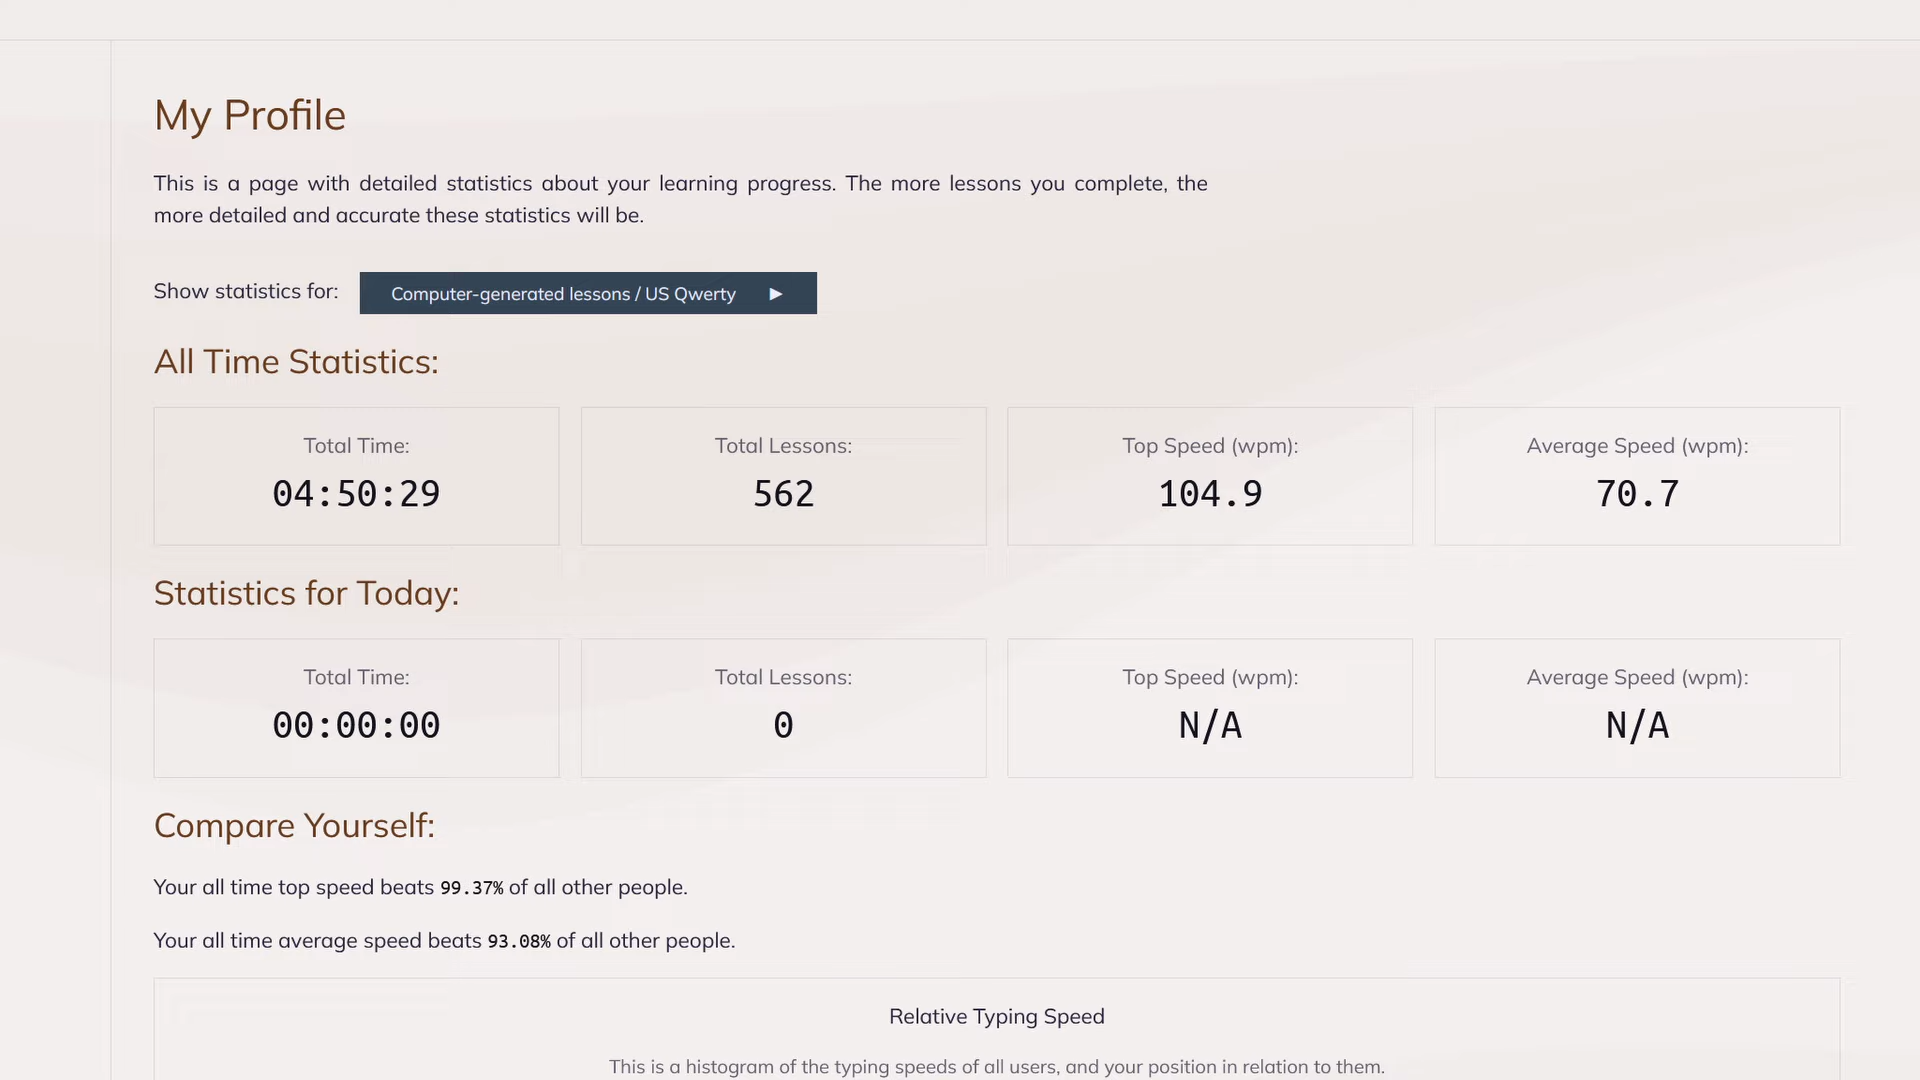 My Profile
This is a page with detailed statistics about your learning progress. The more lessons you complete, the
more detailed and accurate these statistics will be.
Show statistics for: Computer-generated lessons / US Qwerty ►
All Time Statistics:
Total Time: Total Lessons: Top Speed (wpm): Average Speed (wpm):
04:50:29 562 104.9 70.7
Statistics for Today:
Total Time: Total Lessons: Top Speed (wpm): Average Speed (wpm):
00:00:00 0 N/A N/A
Compare Yourself:
Your all time top speed beats 99.37% of all other people.
Your all time average speed beats 93.08% of all other people.
Relative Typing Speed
This is a histogram of the typing speeds of all users, and your position in relation to them.